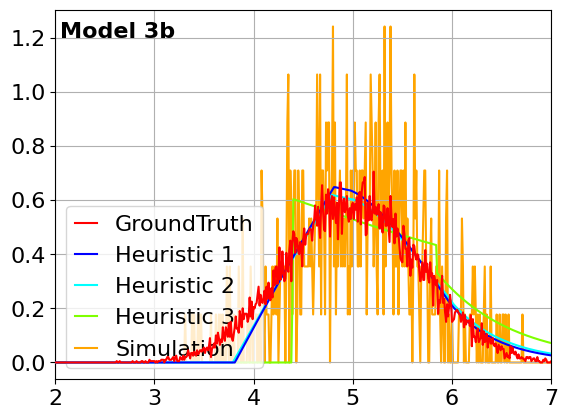 Model 3b
1.2
1.0
0.8
0.6
0.4
0.2
0.0
GroundTruth
Heuristic 1
Heuristic 2
Heuristic 3
Simulation
2 3 4 5 6 7